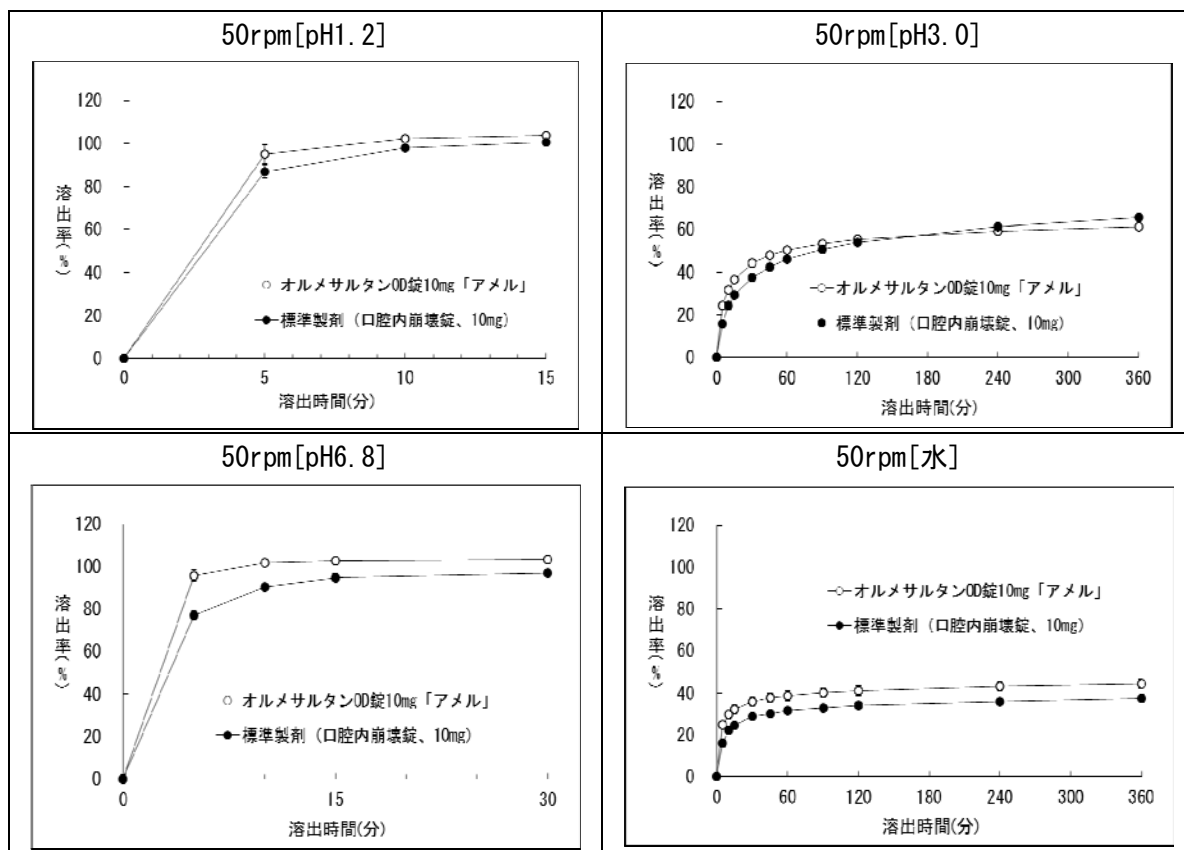 50rpm[pH1.2]
120
100
80
60
40
20
0
溶出率(%)
オルメサルタンOD錠10mg「アメル」
標準製剤（口腔内崩壊錠、10mg）
0 5 10 15
溶出時間(分)
50rpm[pH3.0]
120
100
80
60
40
20
0
溶出率(%)
オルメサルタンOD錠10mg「アメル」
標準製剤（口腔内崩壊錠、10mg）
0 60 120 180 240 300 360
溶出時間(分)
50rpm[pH6.8]
120
100
80
60
40
20
0
溶出率(%)
オルメサルタンOD錠10mg「アメル」
標準製剤（口腔内崩壊錠、10mg）
0 15 30
溶出時間(分)
50rpm[水]
120
100
80
60
40
20
0
溶出率(%)
オルメサルタンOD錠10mg「アメル」
標準製剤（口腔内崩壊錠、10mg）
0 60 120 180 240 300 360
溶出時間(分)